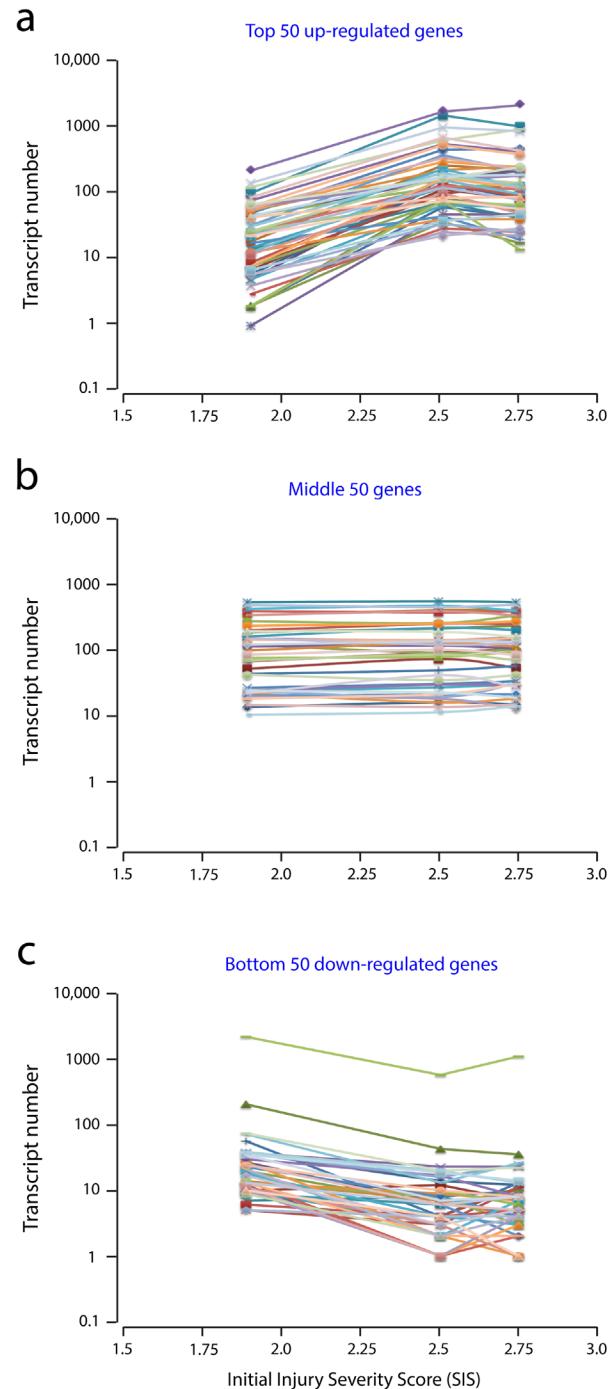 a
Top 50 up-regulated genes
10,000
1000
100
10
1
0.1
Transcript number
1.5 1.75 2.0 2.25 2.5 2.75 3.0
b
Middle 50 genes
10,000
1000
100
10
1
0.1
Transcript number
1.5 1.75 2.0 2.25 2.5 2.75 3.0
c
Bottom 50 down-regulated genes
10,000
1000
100
10
1
0.1
Transcript number
1.5 1.75 2.0 2.25 2.5 2.75 3.0
Initial Injury Severity Score (SIS)